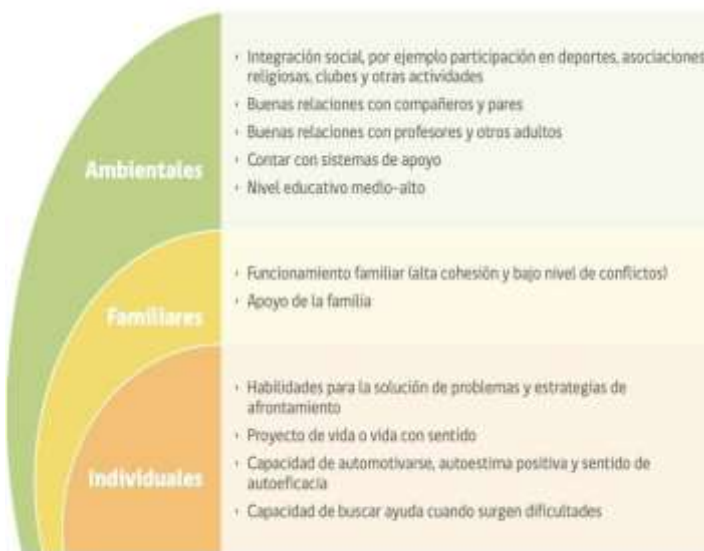 Ambientales
› Integración social, por ejemplo participación en deportes, asociaciones
religiosas, clubes y otras actividades
› Buenas relaciones con compañeros y pares
› Buenas relaciones con profesores y otros adultos
› Contar con sistemas de apoyo
› Nivel educativo medio-alto
Familiares
› Funcionamiento familiar (alta cohesión y bajo nivel de conflictos)
› Apoyo de la familia
Individuales
› Habilidades para la solución de problemas y estrategias de
afrontamiento
› Proyecto de vida o vida con sentido
› Capacidad de automotivarse, autoestima positiva y sentido de
autoeficacia
› Capacidad de buscar ayuda cuando surgen dificultades